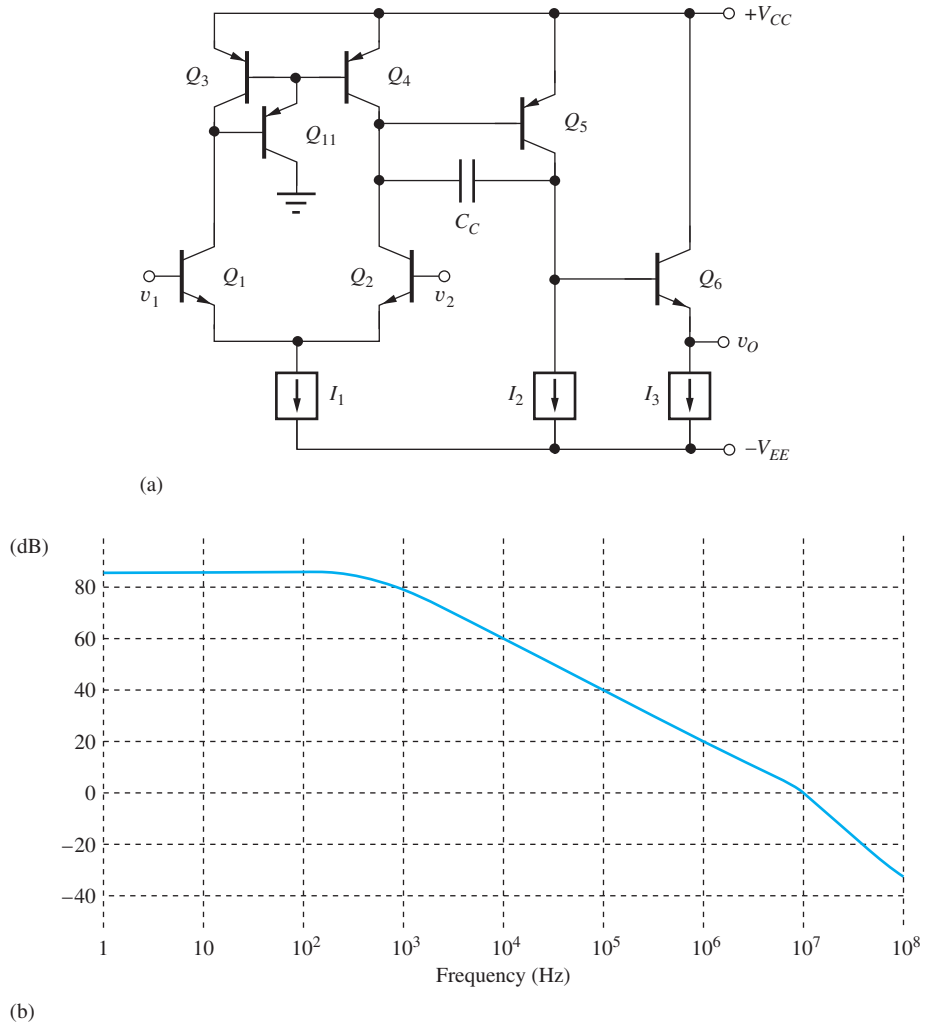 +V_CC
Q_3
Q_4
Q_11
Q_5
C_C
Q_1
Q_2
Q_6
v_1
v_2
v_O
I_1
I_2
I_3
−V_EE
(a)
(dB)
80
60
40
20
0
−20
−40
1
10
10^2
10^3
10^4
10^5
10^6
10^7
10^8
Frequency (Hz)
(b)